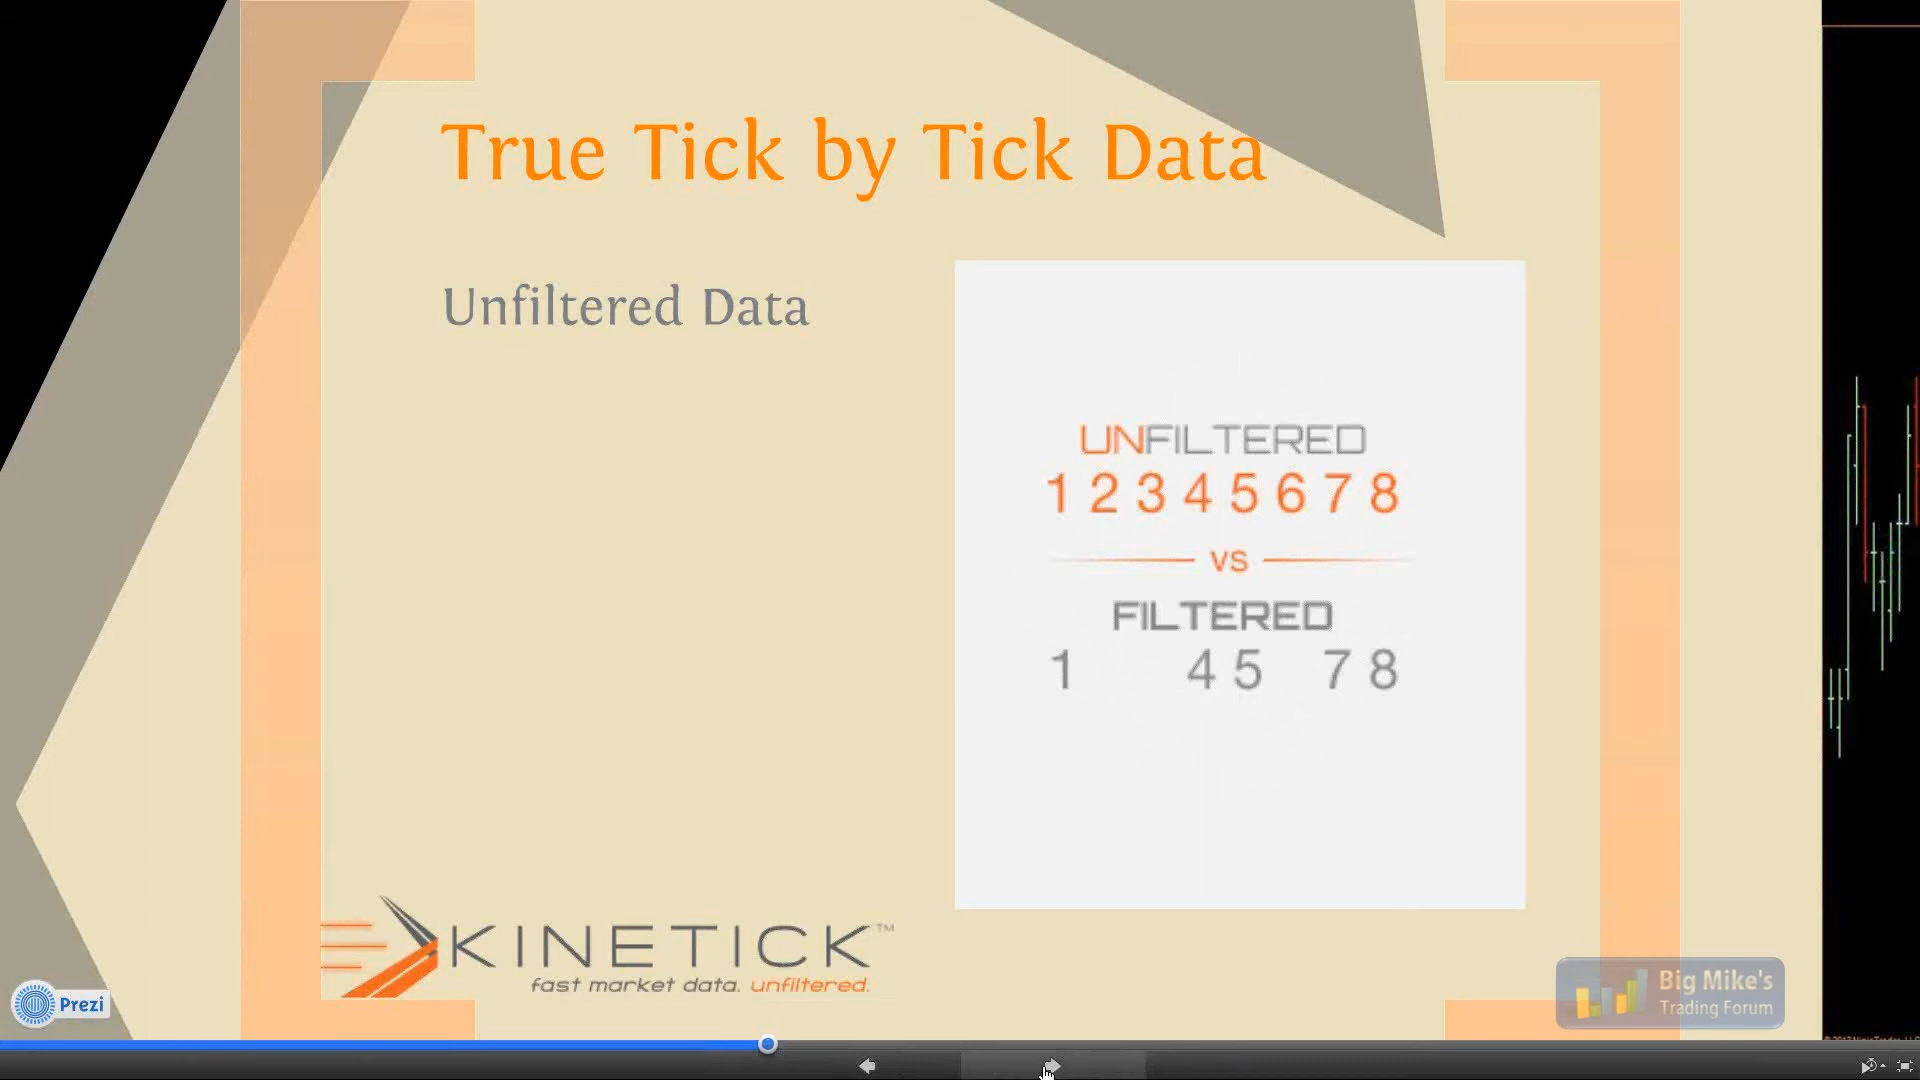 True Tick by Tick Data
Unfiltered Data
UNFILTERED
1 2 3 4 5 6 7 8
VS
FILTERED
1 4 5 7 8
KINETICK™
fast market data. unfiltered.
Prezi
Big Mike's
Trading Forum